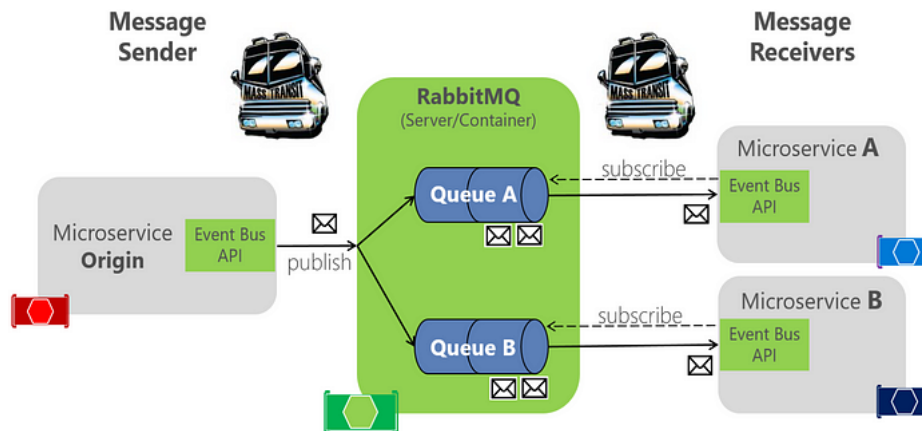 Message
Sender
MASS TRANSIT
RabbitMQ
(Server/Container)
MASS TRANSIT
Message
Receivers
Microservice
Origin
Event Bus
API
publish
Queue A
subscribe
Microservice A
Event Bus
API
Queue B
subscribe
Microservice B
Event Bus
API